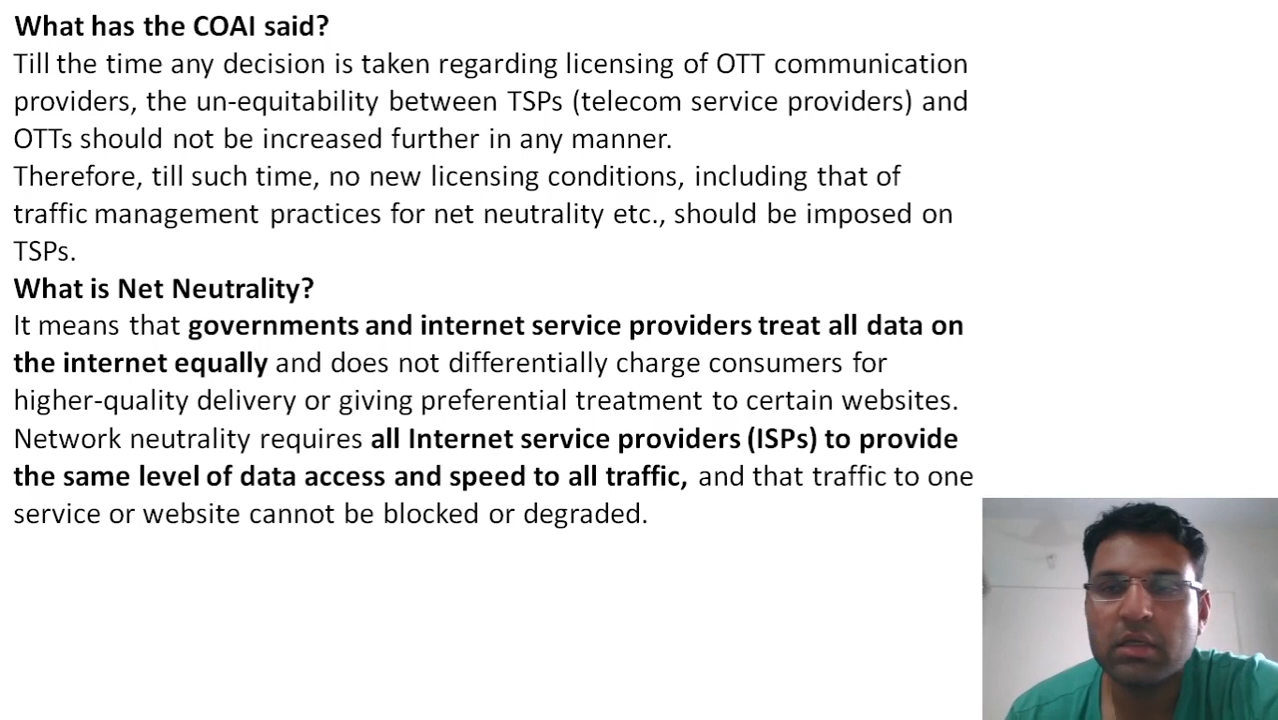 What has the COAI said?
Till the time any decision is taken regarding licensing of OTT communication
providers, the un-equitability between TSPs (telecom service providers) and
OTTs should not be increased further in any manner.
Therefore, till such time, no new licensing conditions, including that of
traffic management practices for net neutrality etc., should be imposed on
TSPs.
What is Net Neutrality?
It means that governments and internet service providers treat all data on
the internet equally and does not differentially charge consumers for
higher-quality delivery or giving preferential treatment to certain websites.
Network neutrality requires all Internet service providers (ISPs) to provide
the same level of data access and speed to all traffic, and that traffic to one
service or website cannot be blocked or degraded.